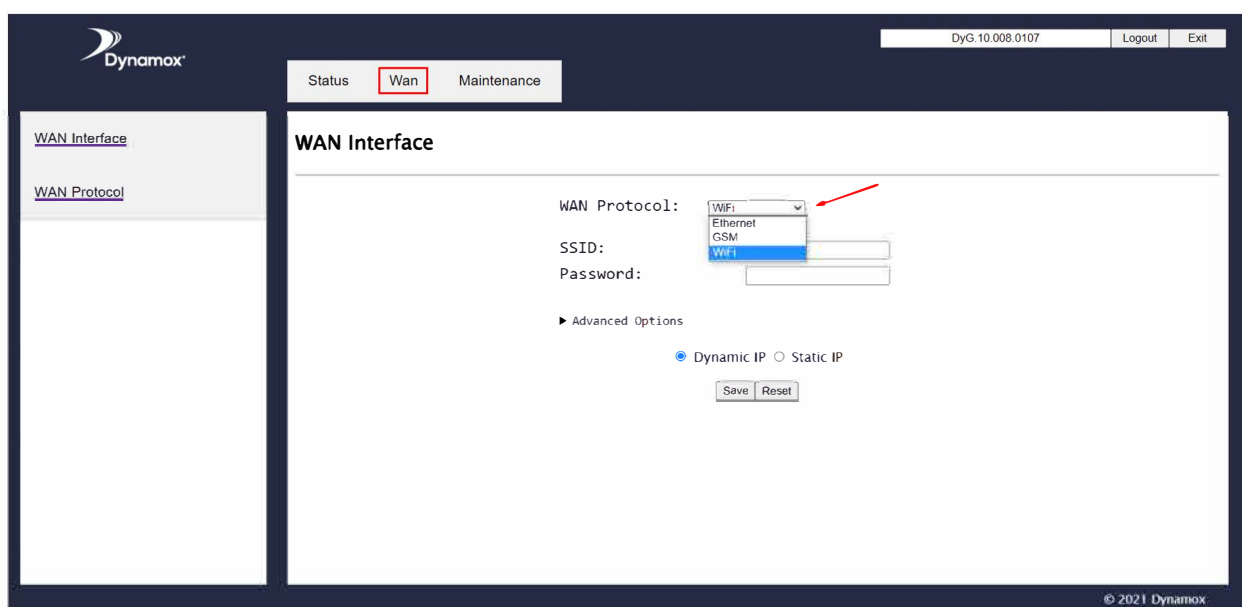 Dynamox
DyG.10.008.0107 Logout Exit
Status Wan Maintenance
WAN Interface
WAN Protocol
WAN Interface
WAN Protocol: WiFi
Ethernet
GSM
WiFi
SSID:
Password:
▶ Advanced Options
Dynamic IP Static IP
Save Reset
© 2021 Dynamox